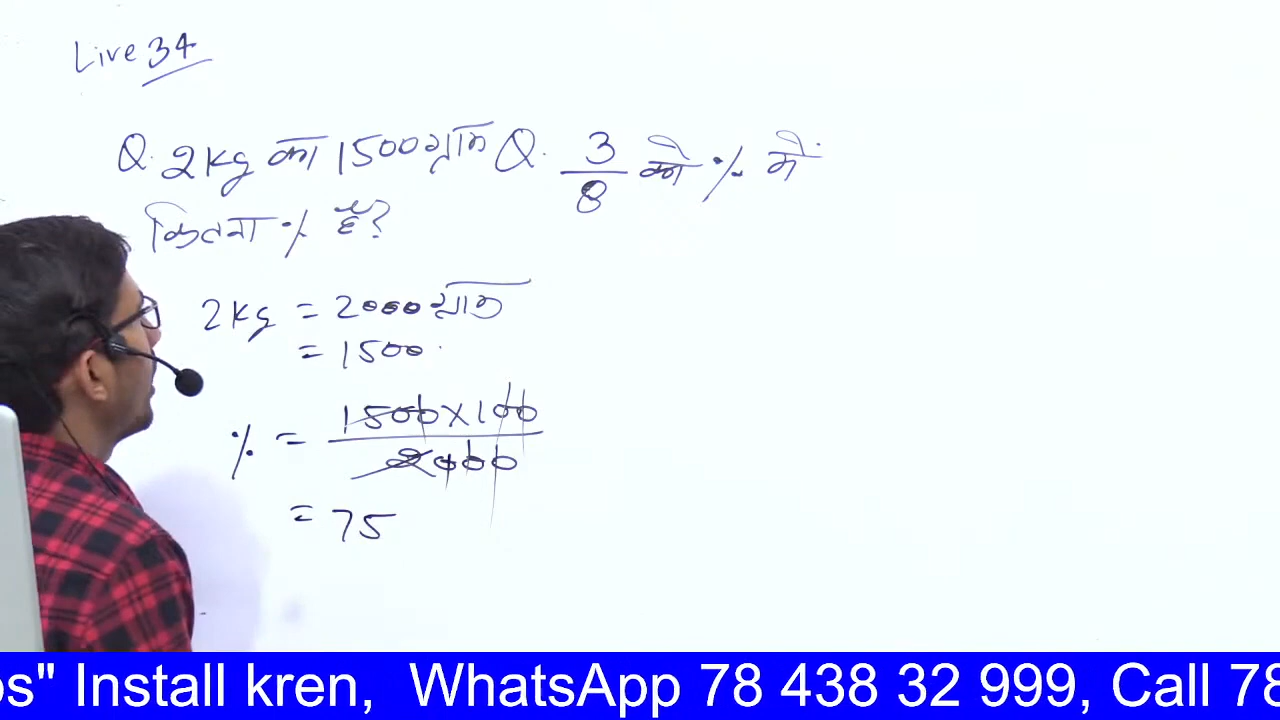 Live 34
Q. 2kg का 1500 ग्राम
कितना % है?
2kg = 2000 ग्राम
= 1500
% = 1500×100
2000
= 75
Q. 3
8 को % में
os" Install kren, WhatsApp 78 438 32 999, Call 78